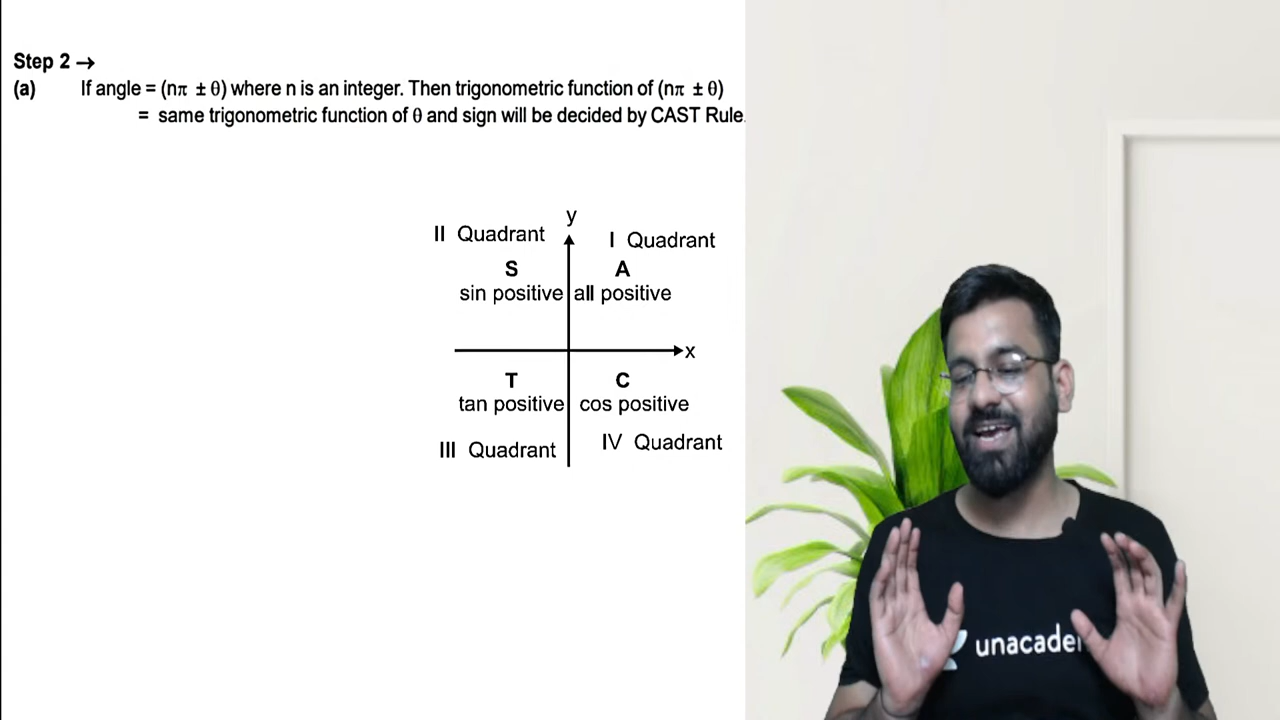 Step 2 →
(a) If angle = (nπ ± θ) where n is an integer. Then trigonometric function of (nπ ± θ)
= same trigonometric function of θ and sign will be decided by CAST Rule.
y
II Quadrant I Quadrant
S A
sin positive all positive
x
T C
tan positive cos positive
III Quadrant IV Quadrant
unacade